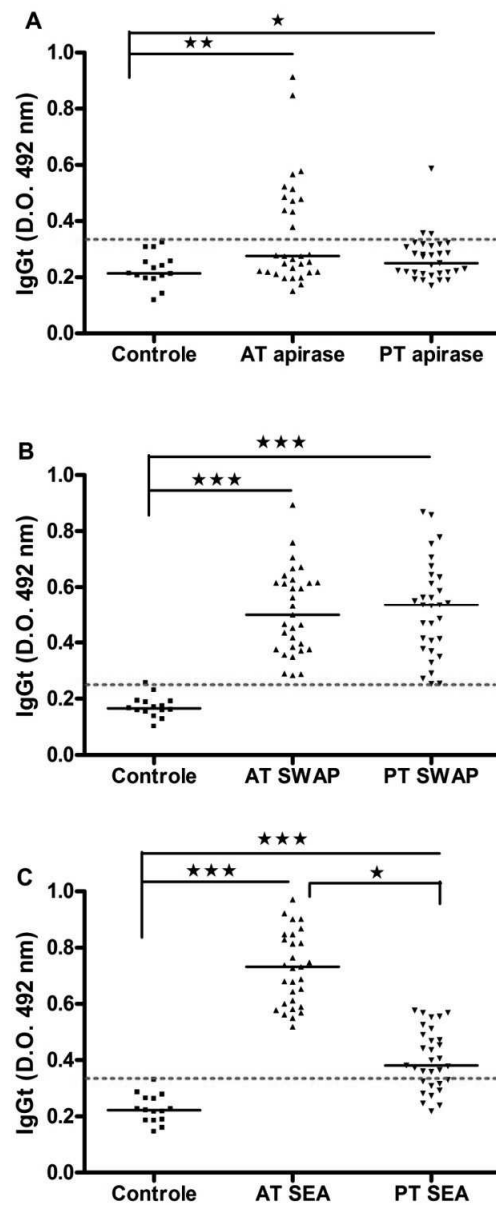 A
★
★★
1.0
0.8
0.6
0.4
0.2
0.0
IgGt (D.O. 492 nm)
Controle AT apirase PT apirase
B
★★★
★★★
1.0
0.8
0.6
0.4
0.2
0.0
IgGt (D.O. 492 nm)
Controle AT SWAP PT SWAP
C
★★★
★★★ ★
1.0
0.8
0.6
0.4
0.2
0.0
IgGt (D.O. 492 nm)
Controle AT SEA PT SEA